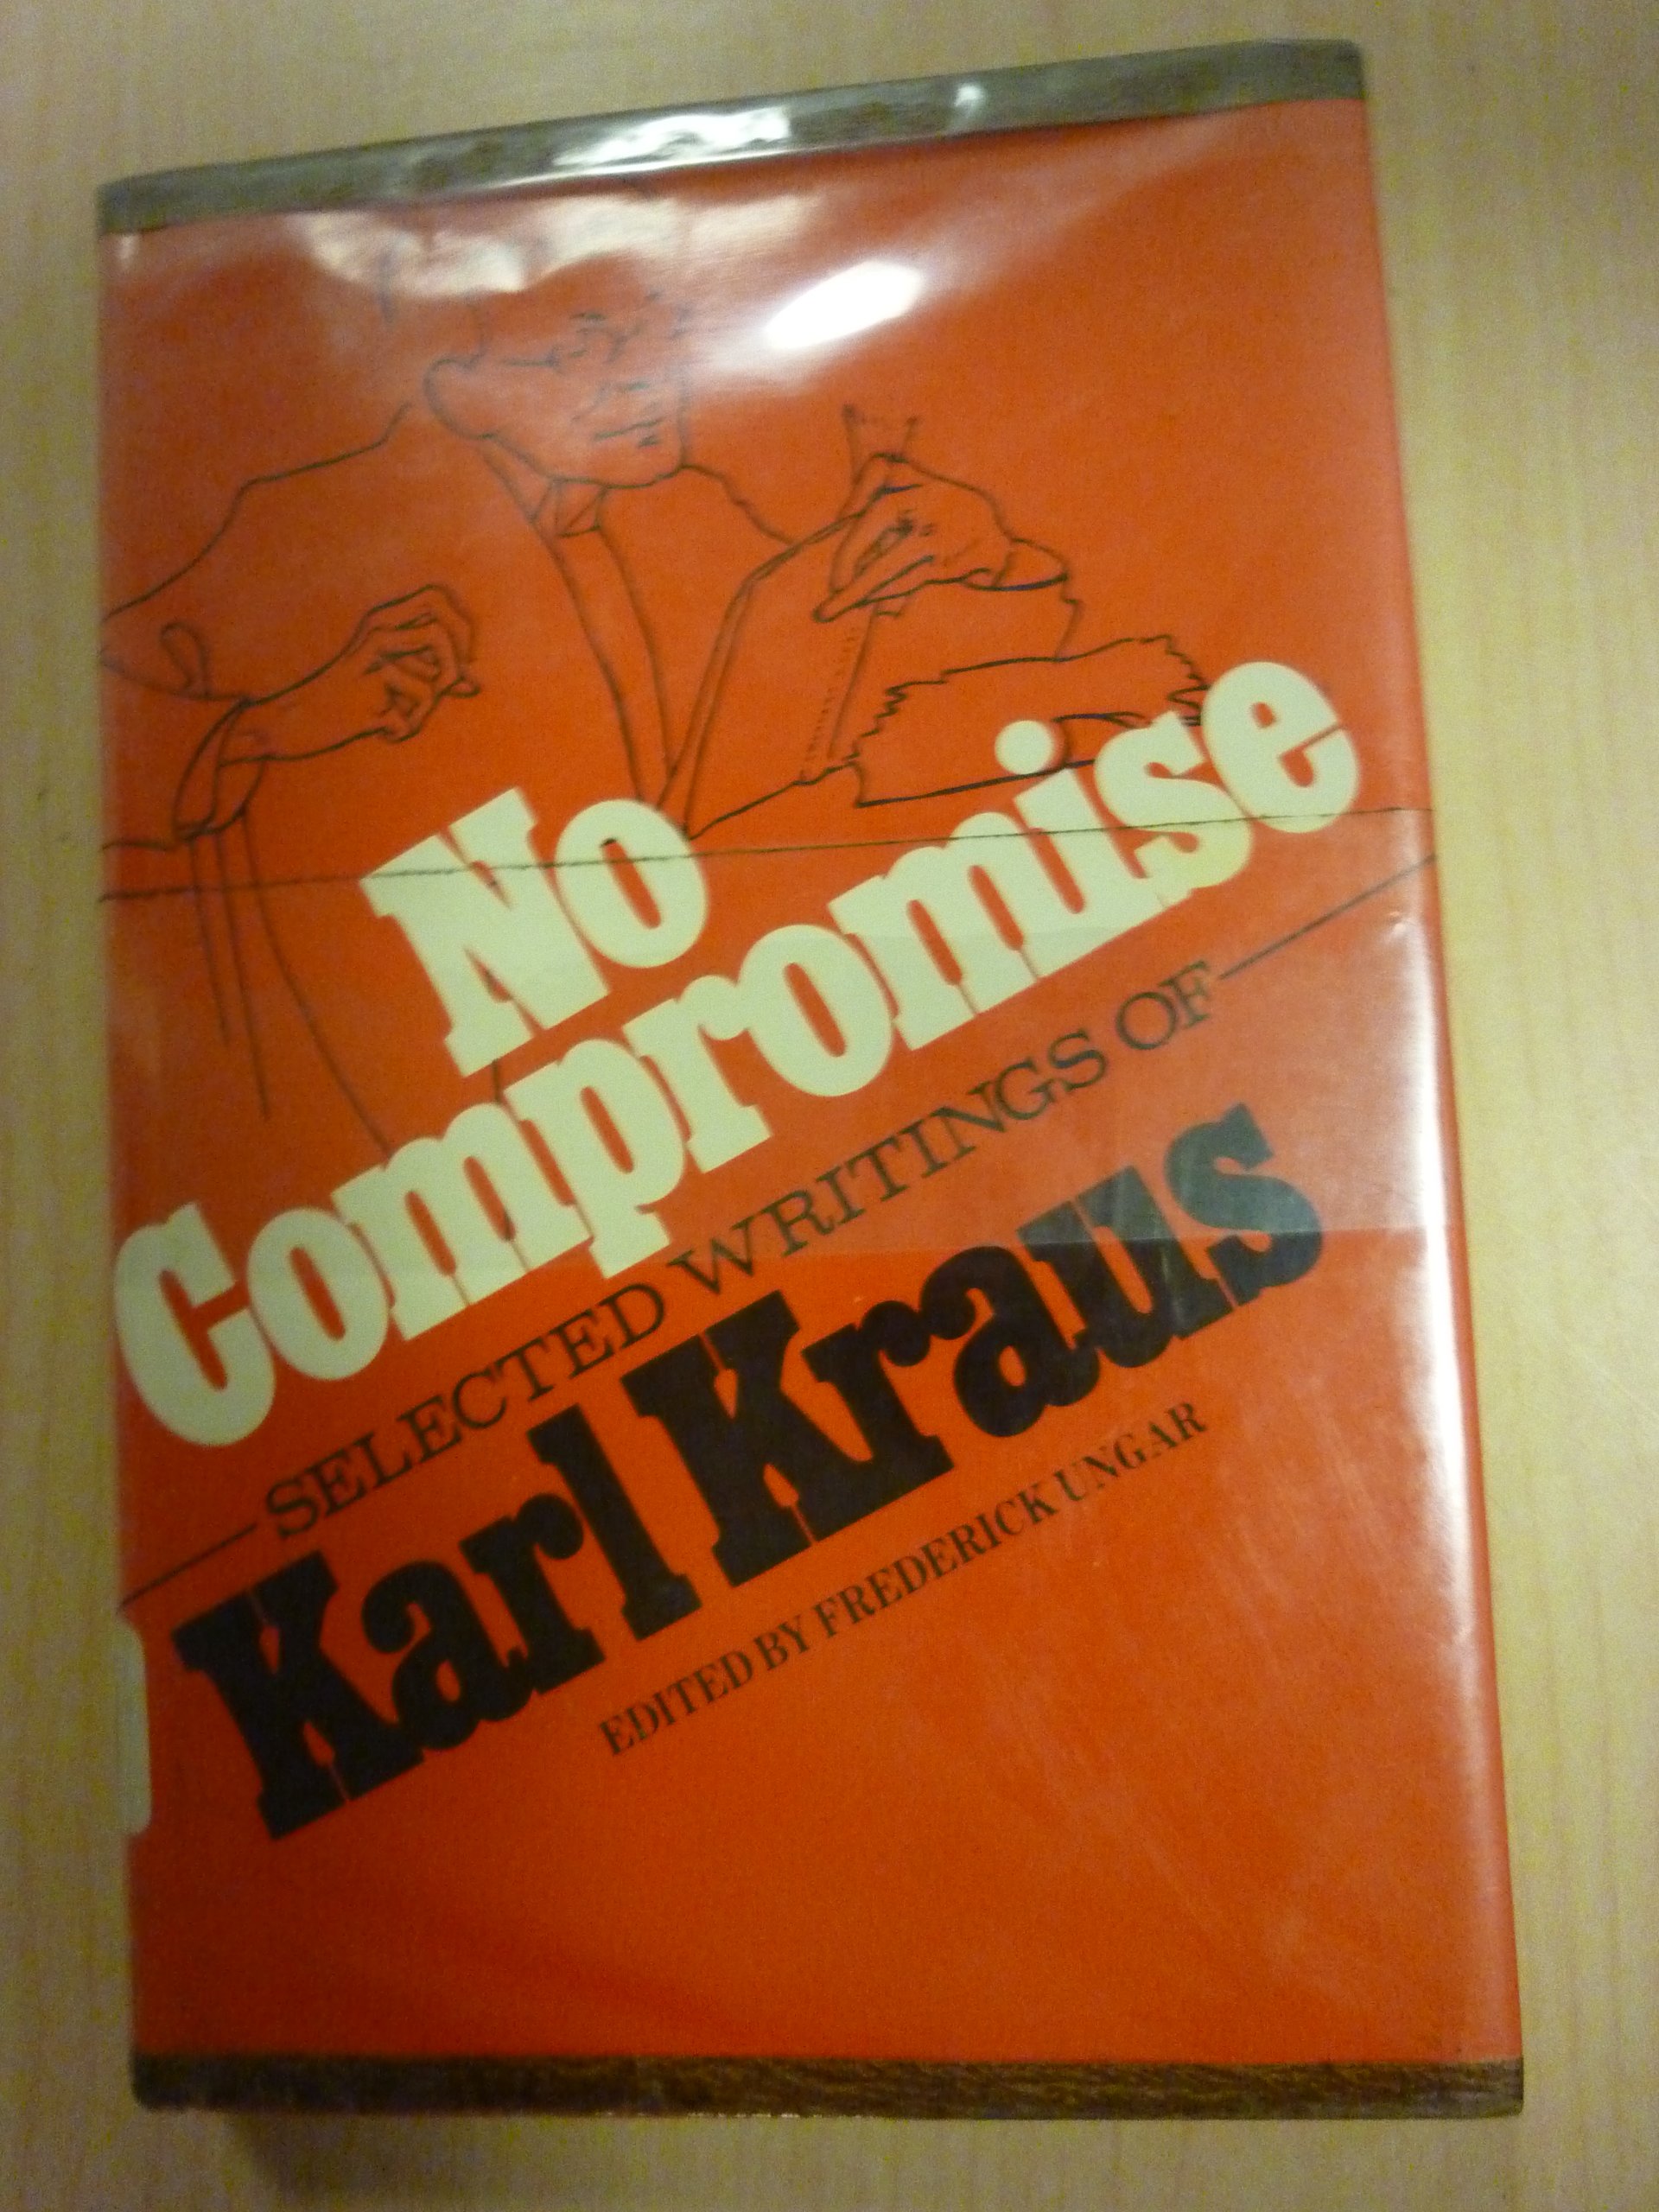 No
Compromise
SELECTED WRITINGS OF
Karl Kraus
EDITED BY FREDERICK UNGAR